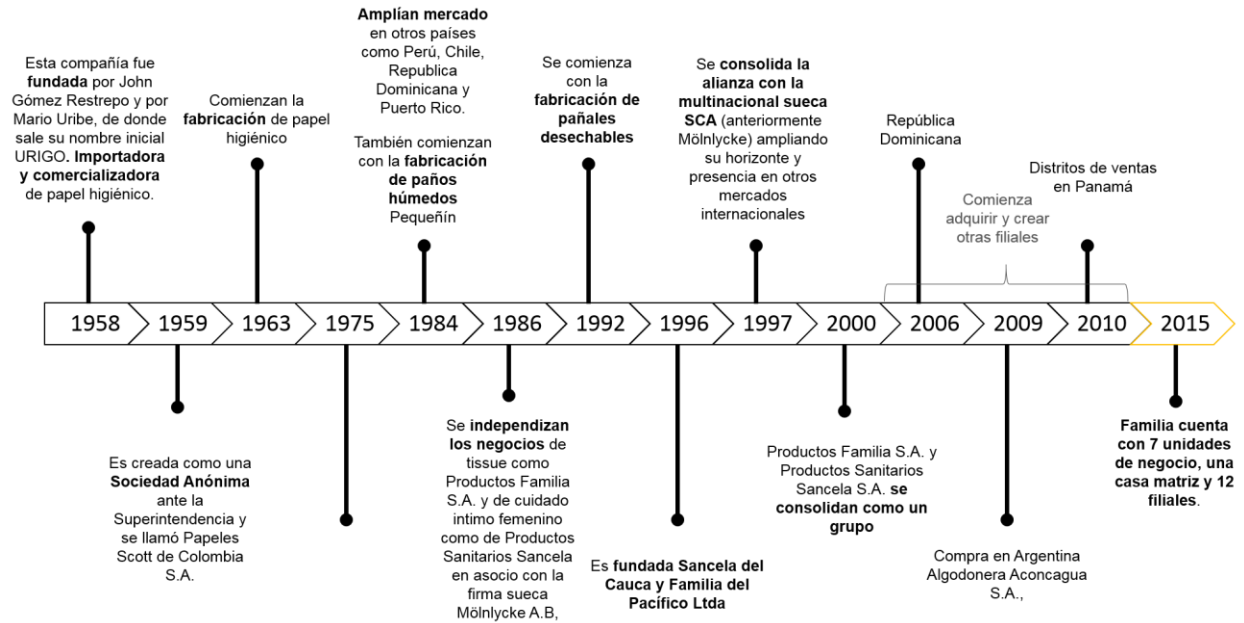 Esta compañía fue
fundada por John
Gómez Restrepo y por
Mario Uribe, de donde
sale su nombre inicial
URIGO. Importadora
y comercializadora
de papel higiénico.
Comienzan la
fabricación de papel
higiénico
Amplían mercado
en otros países
como Perú, Chile,
Republica
Dominicana y
Puerto Rico.
También comienzan
con la fabricación
de paños
húmedos
Pequeñín
Se comienza
con la
fabricación de
pañales
desechables
Se consolida la
alianza con la
multinacional sueca
SCA (anteriormente
Mölnlycke) ampliando
su horizonte y
presencia en otros
mercados
internacionales
República
Dominicana
Comienza
adquirir y crear
otras filiales
Distritos de ventas
en Panamá
1958 1959 1963 1975 1984 1986 1992 1996 1997 2000 2006 2009 2010 2015
Es creada como una
Sociedad Anónima
ante la
Superintendencia y
se llamó Papeles
Scott de Colombia
S.A.
Se independizan
los negocios de
tissue como
Productos Familia
S.A. y de cuidado
intimo femenino
como de Productos
Sanitarios Sancela
en asocio con la
firma sueca
Mölnlycke A.B,
Es fundada Sancela del
Cauca y Familia del
Pacífico Ltda
Productos Familia S.A. y
Productos Sanitarios
Sancela S.A. se
consolidan como un
grupo
Compra en Argentina
Algodonera Aconcagua
S.A.,
Familia cuenta
con 7 unidades
de negocio, una
casa matriz y 12
filiales.